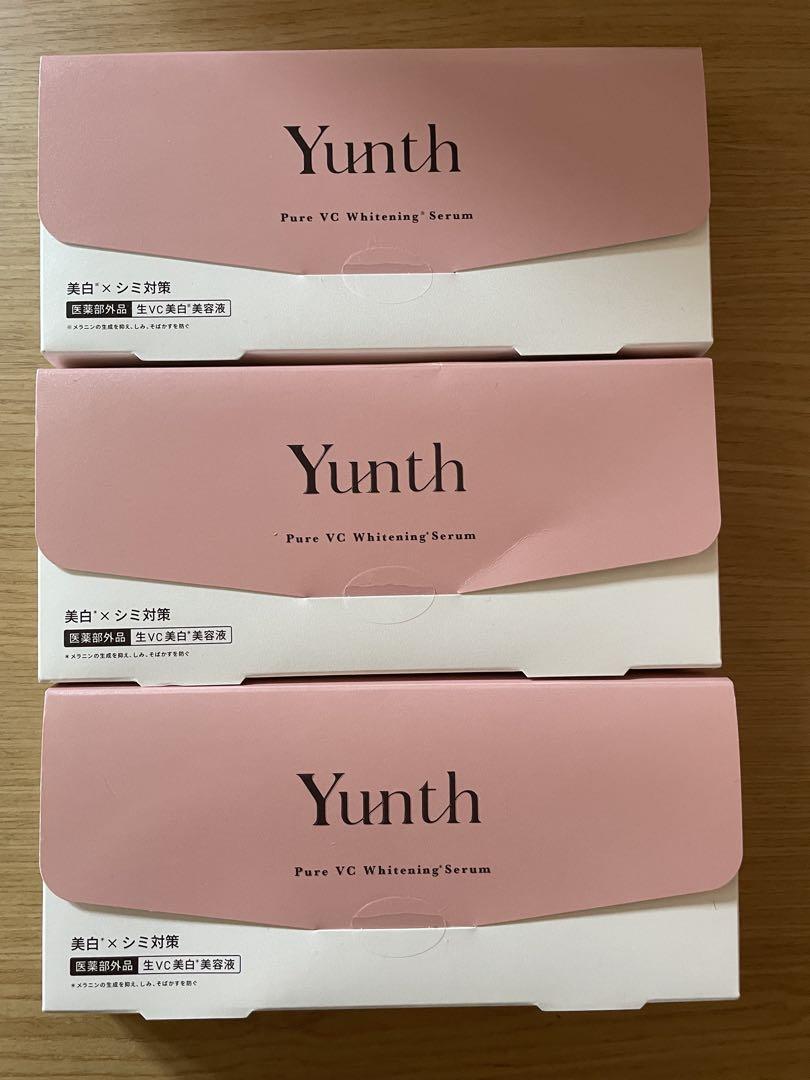 Yunth
Pure VC Whitening※ Serum
美白※×シミ対策
医薬部外品 生VC美白※美容液
※メラニンの生成を抑え、しみ、そばかすを防ぐ
Yunth
Pure VC Whitening* Serum
美白*×シミ対策
医薬部外品 生VC美白*美容液
*メラニンの生成を抑え、しみ、そばかすを防ぐ
Yunth
Pure VC Whitening* Serum
美白*×シミ対策
医薬部外品 生VC美白*美容液
*メラニンの生成を抑え、しみ、そばかすを防ぐ